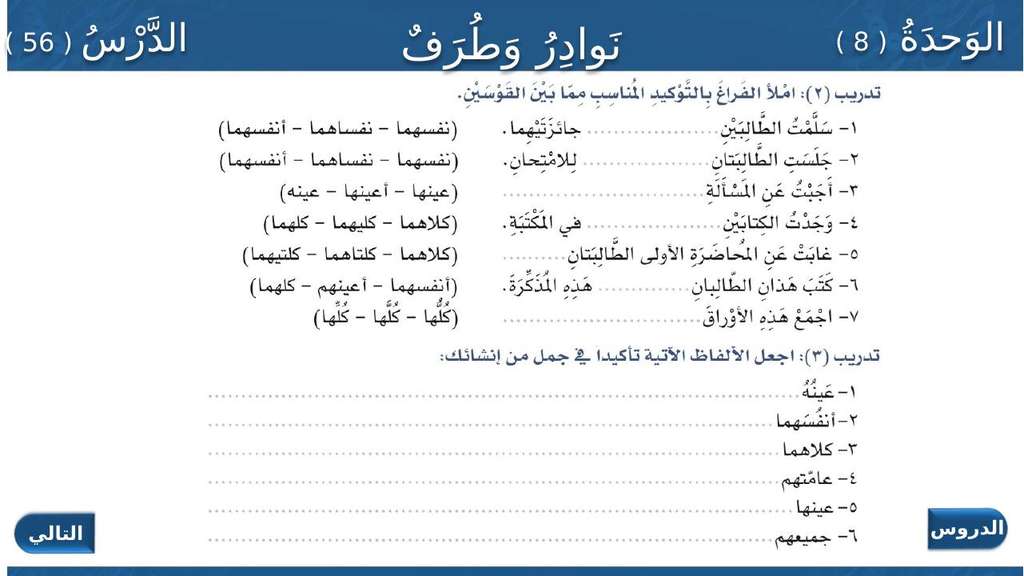 الوَحدَةُ ( 8 )
نَوادِرُ وَطُرَفٌ
الدَّرْسُ ( 56 )
تدريب (٢): امْلأ الفَراغَ بِالتَّوْكيدِ المُناسِبِ مِمّا بَيْنَ القَوْسَيْنِ.
١- سَلَّمْتُ الطَّالِبَيْنِ .................... جائزَتَيْهِما. (نفسهما - نفساهما - أنفسهما)
٢- جَلَسَتِ الطَّالِبَتانِ .................... لِلامْتِحانِ. (نفسهما - نفساهما - أنفسهما)
٣- أَجَبْتُ عَنِ المَسْأَلَةِ .............................. (عينها - أعينها - عينه)
٤- وَجَدْتُ الكِتابَيْنِ .................... في المَكْتَبَةِ. (كلاهما - كليهما - كلهما)
٥- غابَتْ عَنِ المُحاضَرَةِ الأولى الطَّالِبَتانِ .......... (كلاهما - كلتاهما - كلتيهما)
٦- كَتَبَ هَذانِ الطّالِبانِ .............. هَذِهِ المُذَكِّرَةَ. (أنفسهما - أعينهم - كلهما)
٧- اجْمَعْ هَذِهِ الأوْراقَ .............................. (كُلُّها - كُلَّها - كُلِّها)
تدريب (٣): اجعل الألفاظ الآتية تأكيدا في جمل من إنشائك:
١- عَينُهُ ................................................................................
٢- أنفُسَهما ................................................................................
٣- كلاهما ................................................................................
٤- عامّتهم ................................................................................
٥- عينها ................................................................................
٦- جميعهم ................................................................................
الدروس
التالي